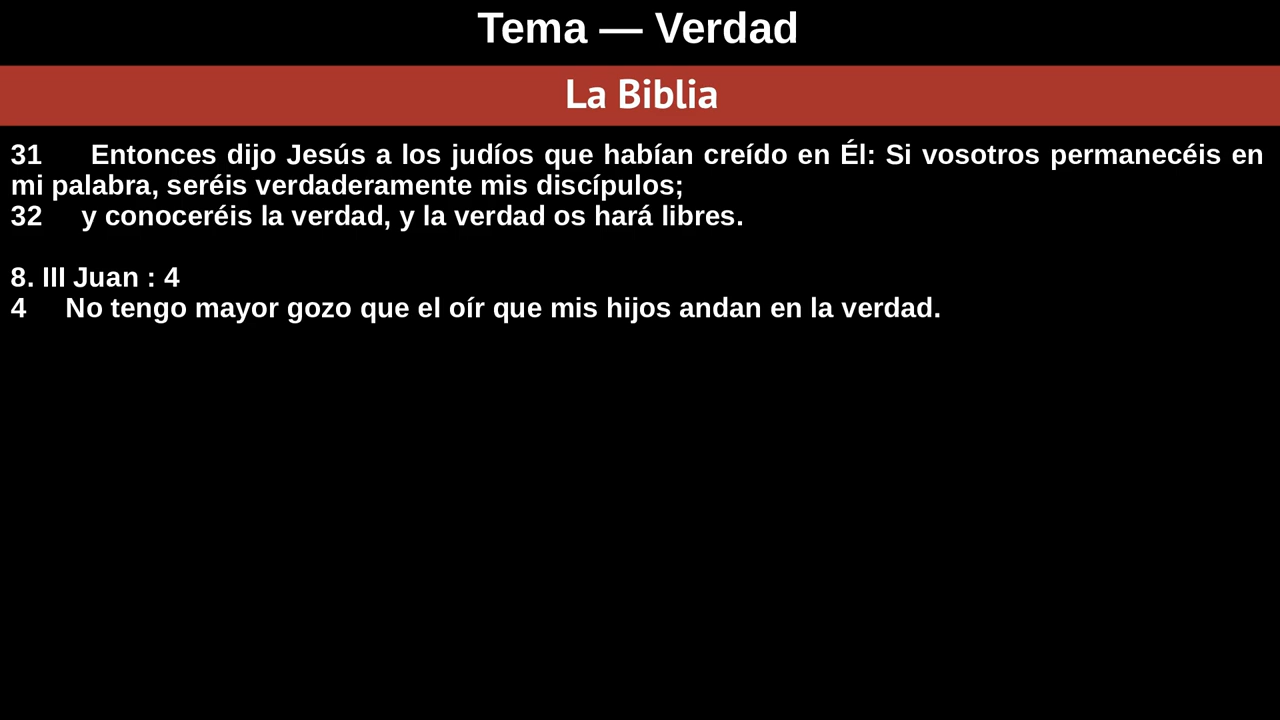 Tema — Verdad
La Biblia
31 Entonces dijo Jesús a los judíos que habían creído en Él: Si vosotros permanecéis en
mi palabra, seréis verdaderamente mis discípulos;
32 y conoceréis la verdad, y la verdad os hará libres.
8. III Juan : 4
4 No tengo mayor gozo que el oír que mis hijos andan en la verdad.